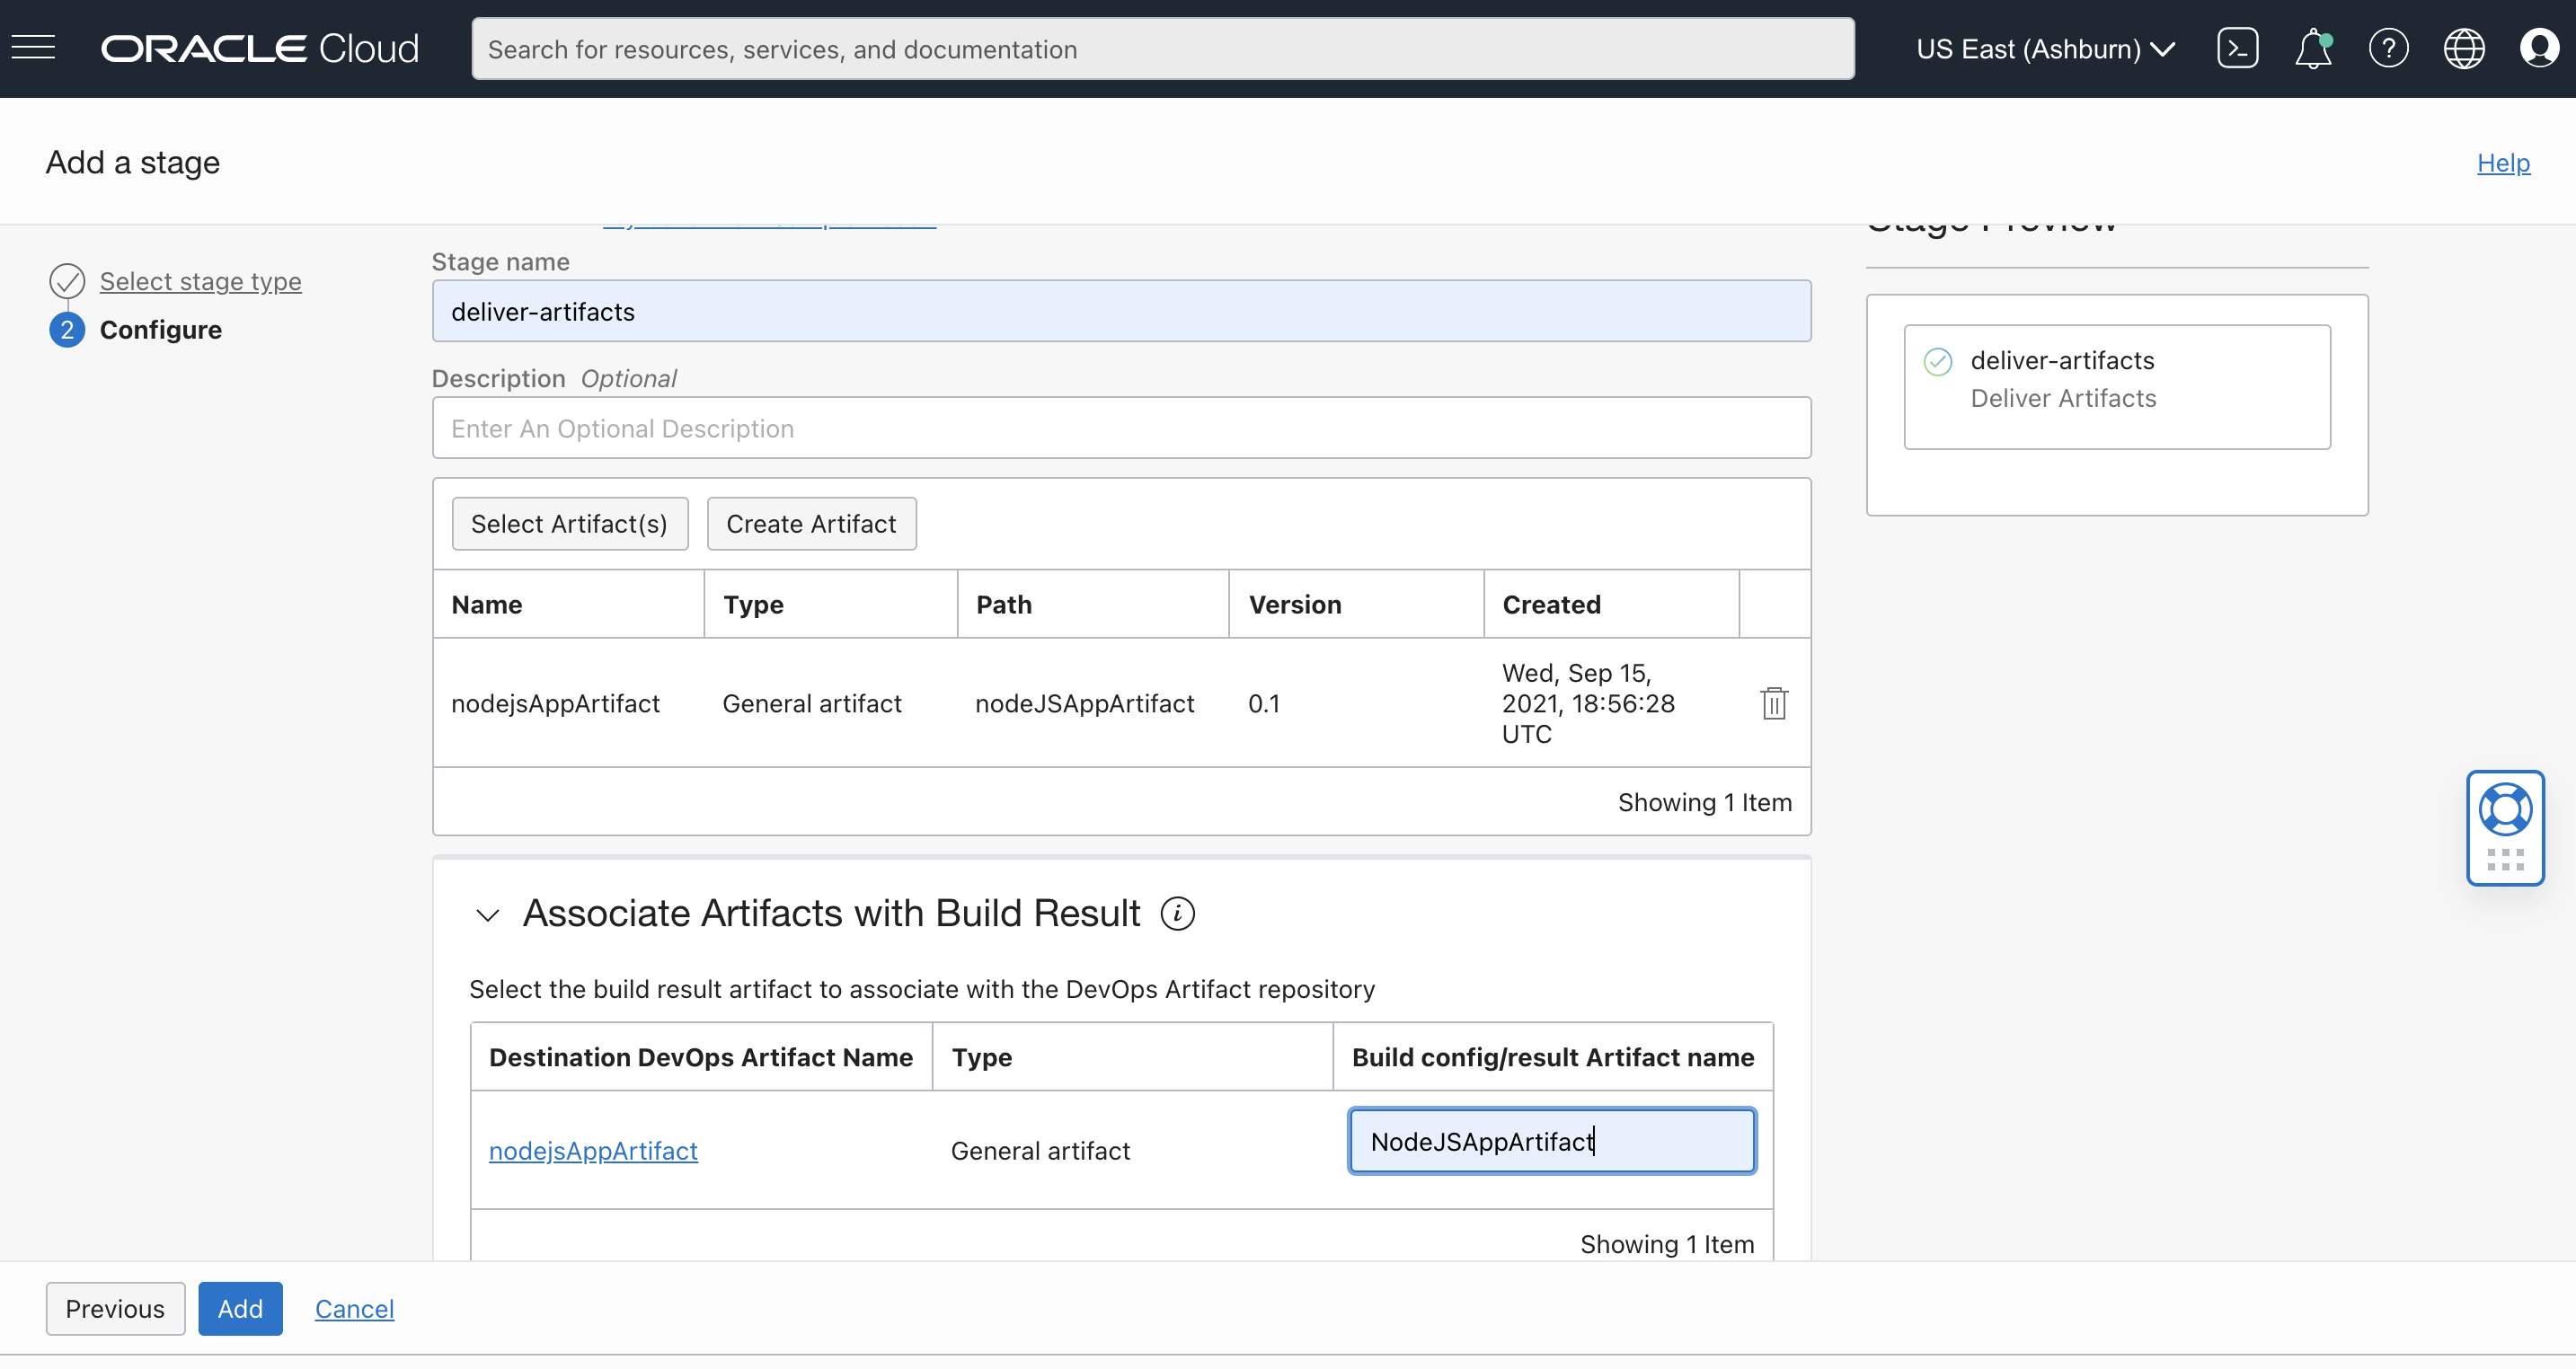 ORACLE Cloud
Search for resources, services, and documentation
US East (Ashburn)
Add a stage
Help
Select stage type
2 Configure
Stage name
deliver-artifacts
Description Optional
Enter An Optional Description
Select Artifact(s) Create Artifact
Name Type Path Version Created
nodejsAppArtifact General artifact nodeJSAppArtifact 0.1 Wed, Sep 15,
2021, 18:56:28
UTC
Showing 1 Item
Associate Artifacts with Build Result
Select the build result artifact to associate with the DevOps Artifact repository
Destination DevOps Artifact Name Type Build config/result Artifact name
nodejsAppArtifact General artifact NodeJSAppArtifact
Showing 1 Item
Stage Preview
deliver-artifacts
Deliver Artifacts
Previous Add Cancel